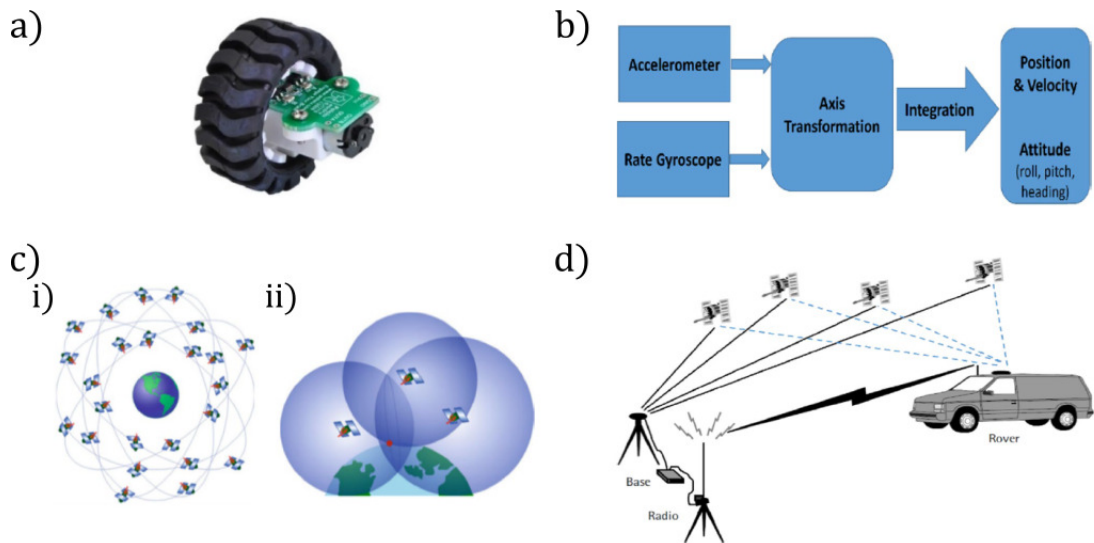 a)
b)
Accelerometer
Rate Gyroscope
Axis
Transformation
Integration
Position
& Velocity
Attitude
(roll, pitch,
heading)
c)
i)
ii)
d)
Base
Radio
Rover